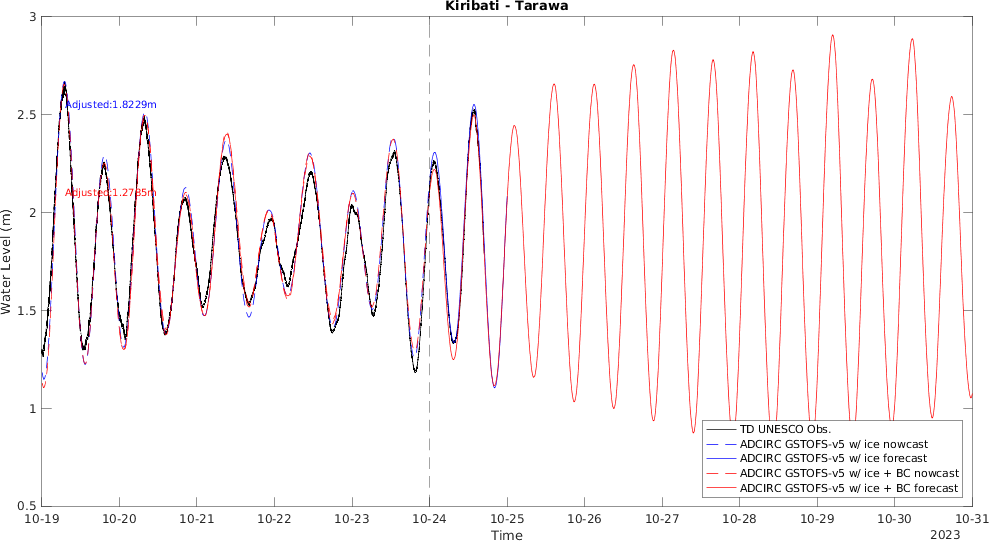 Kiribati - Tarawa
3
2.5
2
1.5
1
0.5
Water Level (m)
Adjusted:1.8229m
Adjusted:1.2785m
TD UNESCO Obs.
ADCIRC GSTOFS-v5 w/ ice nowcast
ADCIRC GSTOFS-v5 w/ ice forecast
ADCIRC GSTOFS-v5 w/ ice + BC nowcast
ADCIRC GSTOFS-v5 w/ ice + BC forecast
10-19 10-20 10-21 10-22 10-23 10-24 10-25 10-26 10-27 10-28 10-29 10-30 10-31
Time
2023